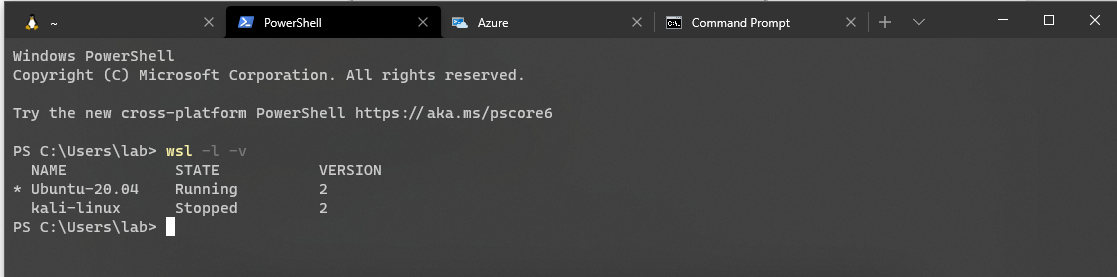 ~ PowerShell Azure Command Prompt
Windows PowerShell
Copyright (C) Microsoft Corporation. All rights reserved.
Try the new cross-platform PowerShell https://aka.ms/pscore6
PS C:\Users\lab> wsl -l -v
NAME STATE VERSION
* Ubuntu-20.04 Running 2
kali-linux Stopped 2
PS C:\Users\lab>